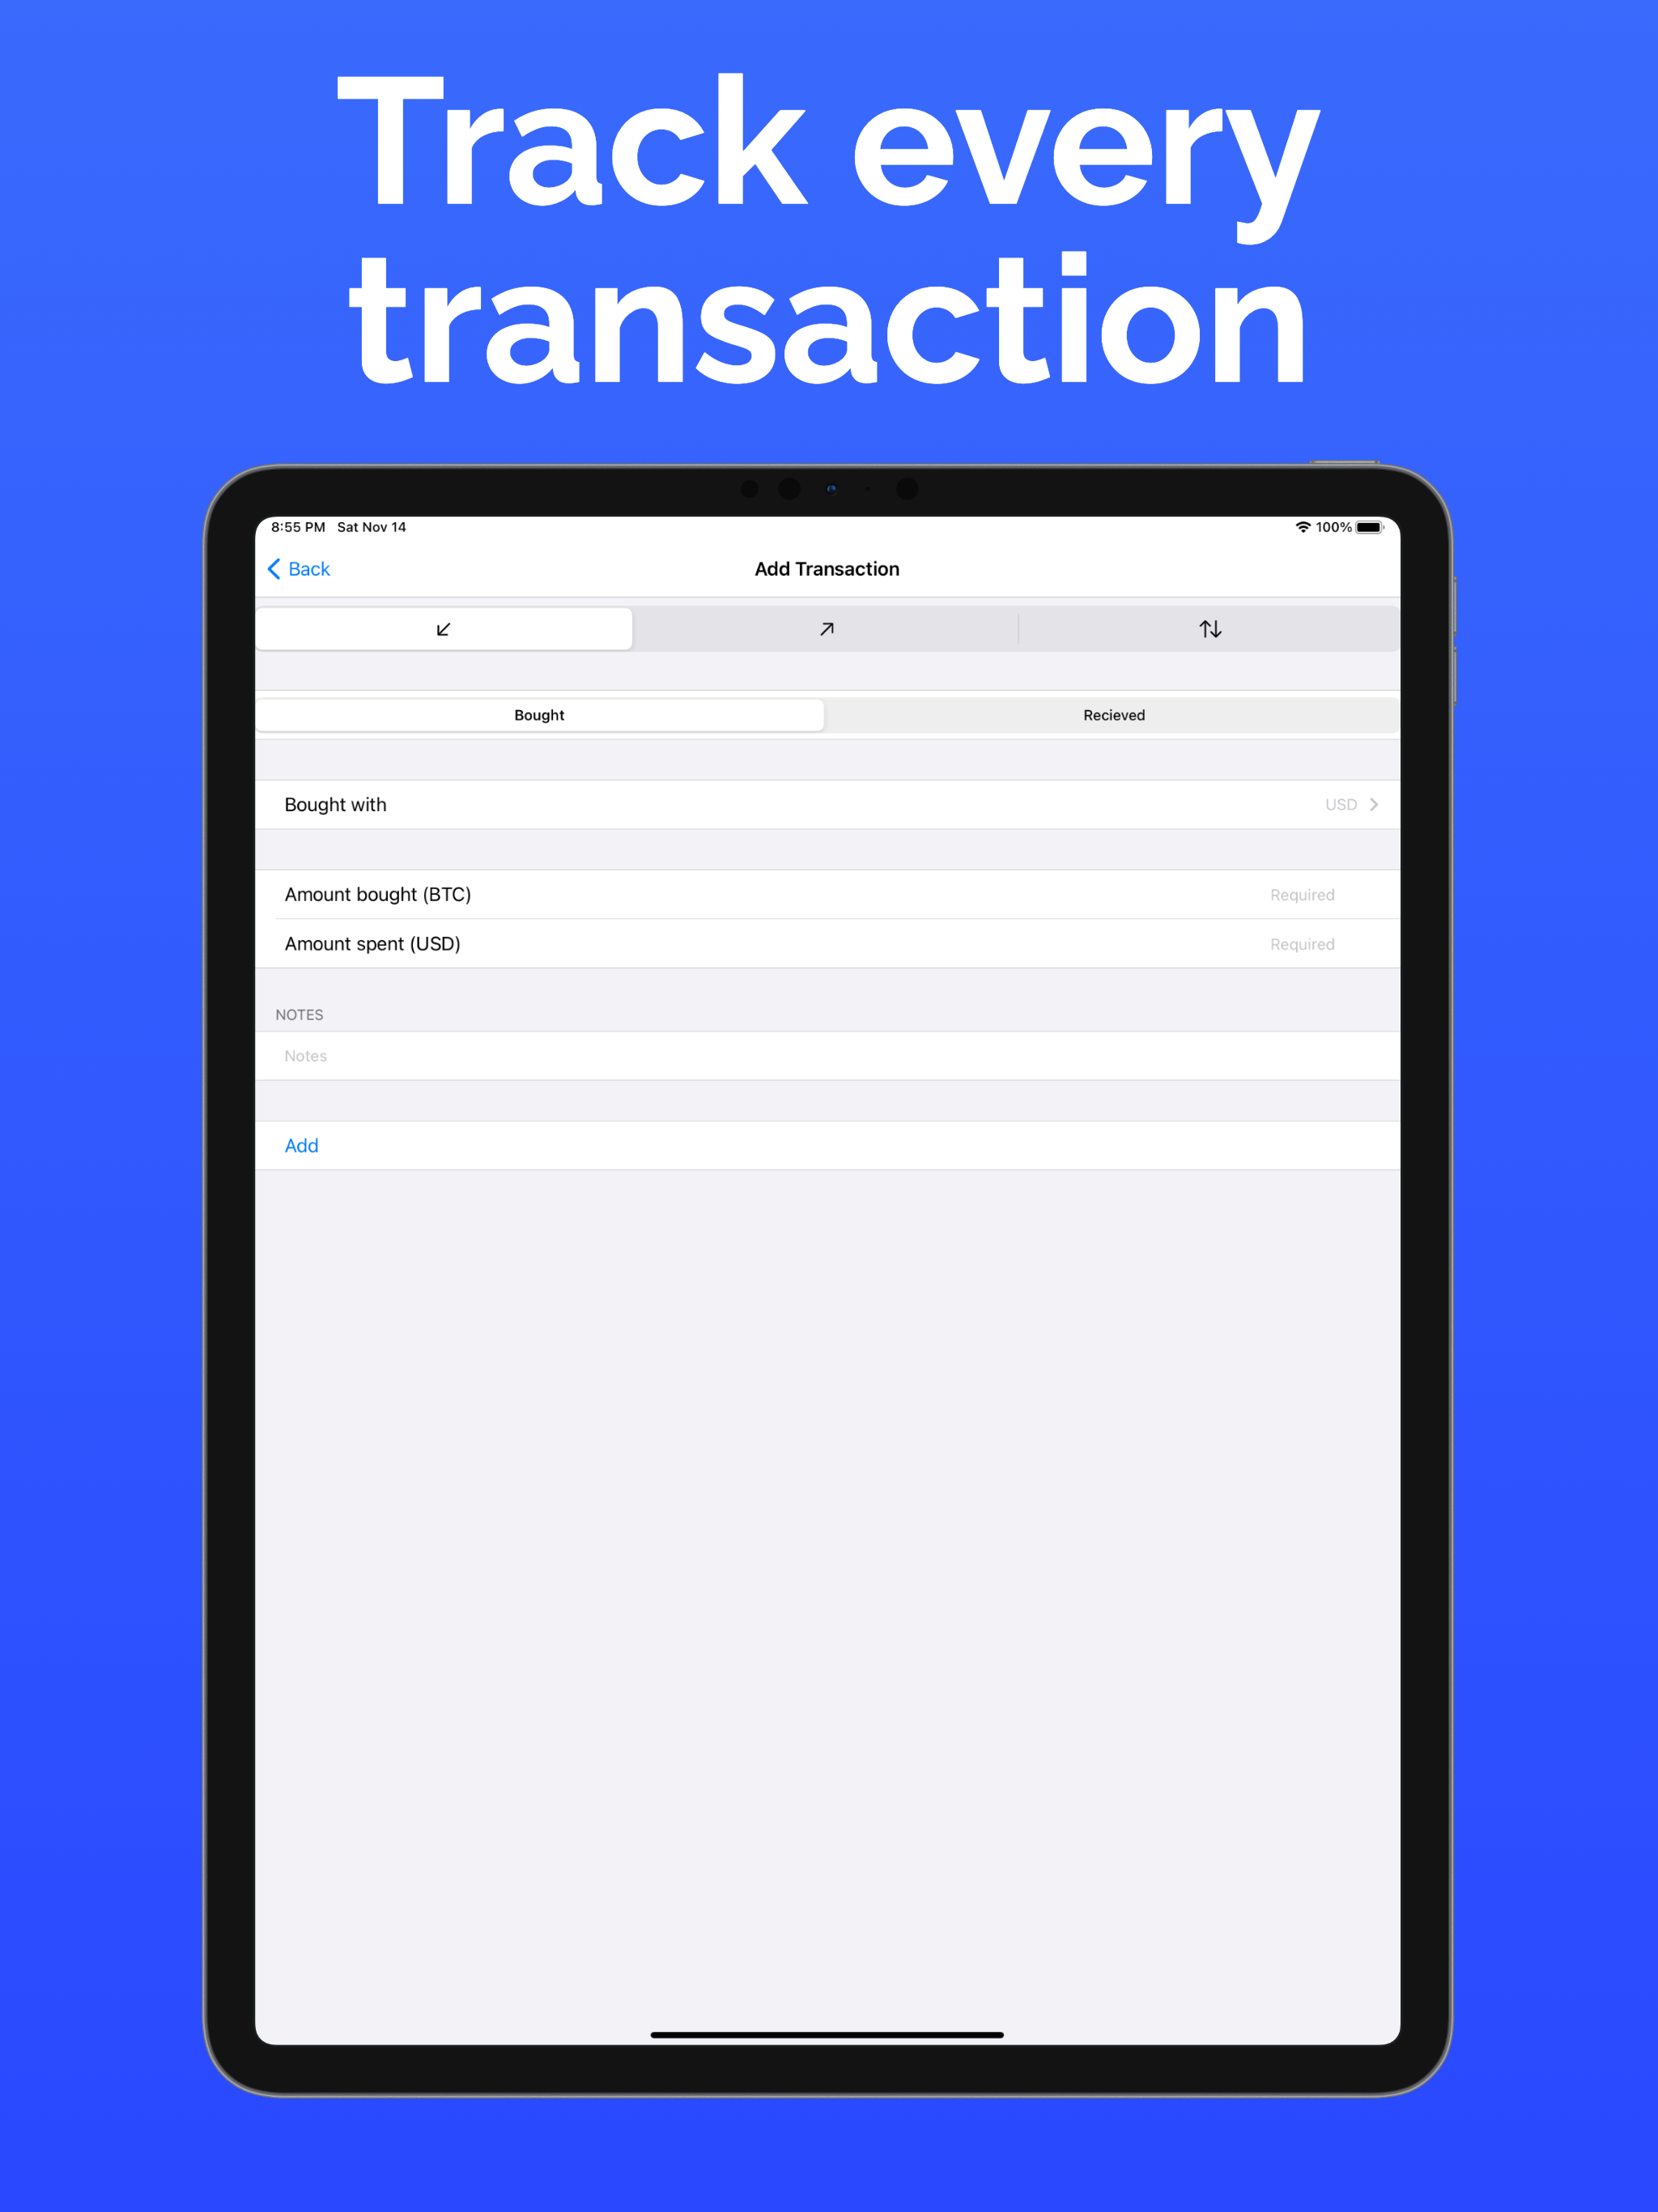 Track every
transaction
8:55 PM Sat Nov 14 100%
Back Add Transaction
Bought Recieved
Bought with USD
Amount bought (BTC) Required
Amount spent (USD) Required
NOTES
Notes
Add